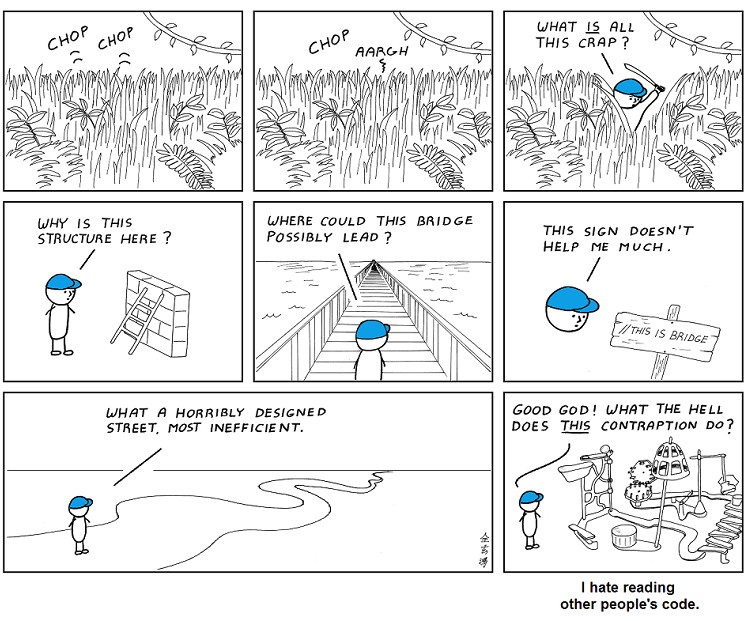 CHOP
CHOP
CHOP
AARGH
WHAT IS ALL
THIS CRAP?
WHY IS THIS
STRUCTURE HERE?
WHERE COULD THIS BRIDGE
POSSIBLY LEAD?
THIS SIGN DOESN'T
HELP ME MUCH.
//THIS IS BRIDGE
WHAT A HORRIBLY DESIGNED
STREET. MOST INEFFICIENT.
GOOD GOD! WHAT THE HELL
DOES THIS CONTRAPTION DO?
I hate reading
other people's code.